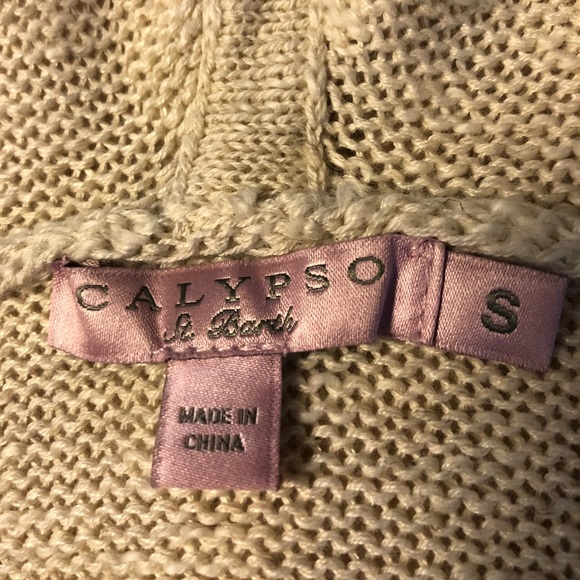 CALYPSO
St. Barth
S
MADE IN
CHINA